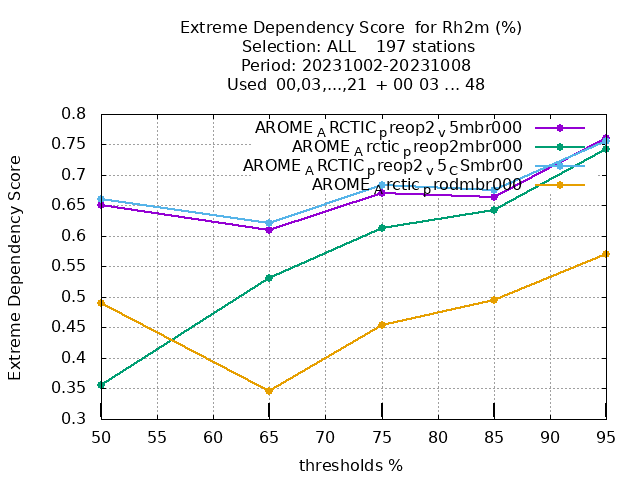 Extreme Dependency Score  for Rh2m (%)
Selection: ALL    197 stations
Period: 20231002-20231008
Used  00,03,...,21  + 00 03 ... 48
AROME_ARCTIC_preop2_v5mbr000
AROME_Arctic_preop2mbr000
AROME_ARCTIC_preop2_v5_CSmbr00
AROME_Arctic_prodmbr000
Extreme Dependency Score
0.8
0.75
0.7
0.65
0.6
0.55
0.5
0.45
0.4
0.35
0.3
50 55 60 65 70 75 80 85 90 95
thresholds %